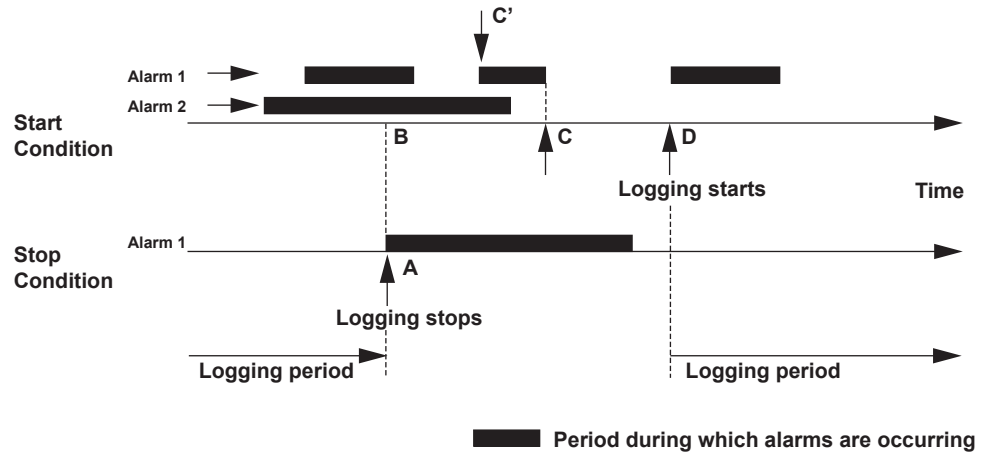 C’
Alarm 1
Alarm 2
Start
Condition
B
C
D
Logging starts
Time
Alarm 1
Stop
Condition
A
Logging stops
Logging period
Logging period
Period during which alarms are occurring